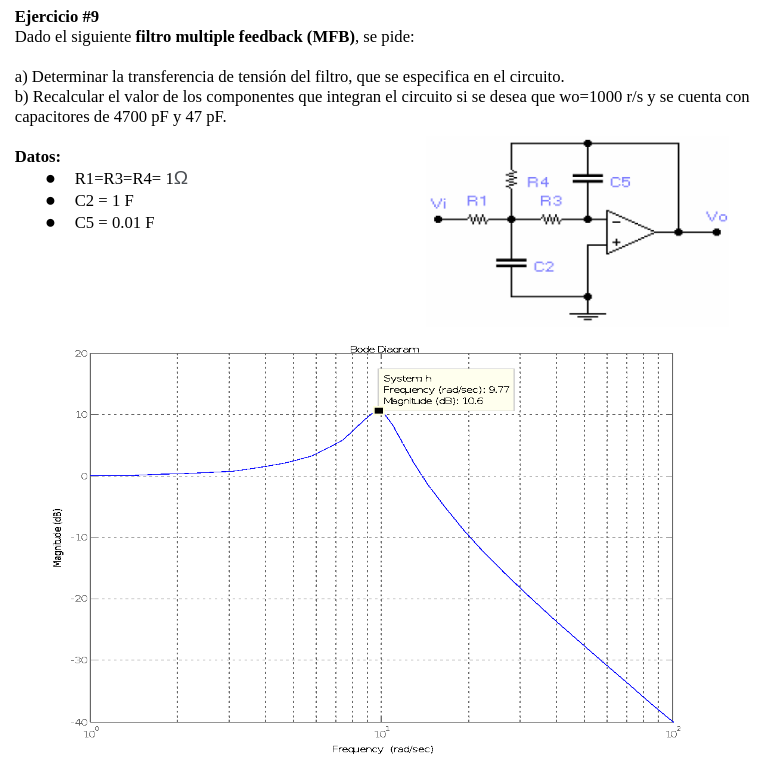 Ejercicio #9
Dado el siguiente filtro multiple feedback (MFB), se pide:
a) Determinar la transferencia de tensión del filtro, que se especifica en el circuito.
b) Recalcular el valor de los componentes que integran el circuito si se desea que wo=1000 r/s y se cuenta con
capacitores de 4700 pF y 47 pF.
Datos:
● R1=R3=R4= 1Ω
● C2 = 1 F
● C5 = 0.01 F
R4
C5
Vi
R1
R3
Vo
C2
Bode Diagram
System h
Frequency (rad/sec): 9.77
Magnitude (dB): 10.6
20
10
0
-10
-20
-30
-40
Magnitude (dB)
10^0
10^1
10^2
Frequency (rad/sec)